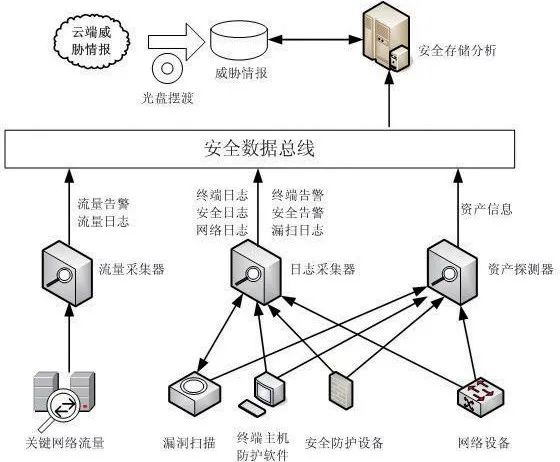 云端威
胁情报
光盘摆渡
威胁情报
安全存储分析
安全数据总线
流量告警
流量日志
终端日志
安全日志
网络日志
终端告警
安全告警
漏扫日志
资产信息
流量采集器
日志采集器
资产探测器
关键网络流量
漏洞扫描
终端主机
防护软件
安全防护设备
网络设备